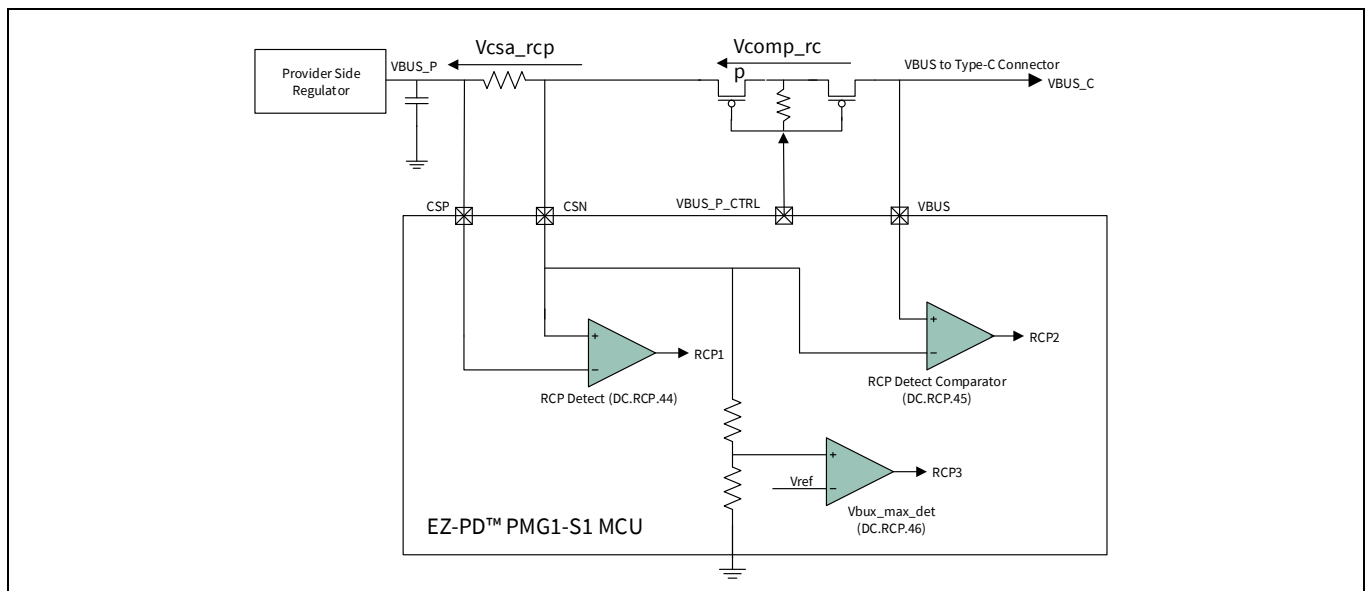 Vcsa_rcp
Vcomp_rc
p
Provider Side
Regulator
VBUS_P
VBUS to Type-C Connector
VBUS_C
CSP
CSN
VBUS_P_CTRL
VBUS
+
-
RCP1
RCP Detect (DC.RCP.44)
+
-
RCP2
RCP Detect Comparator
(DC.RCP.45)
+
-
Vref
RCP3
Vbux_max_det
(DC.RCP.46)
EZ-PD™ PMG1-S1 MCU